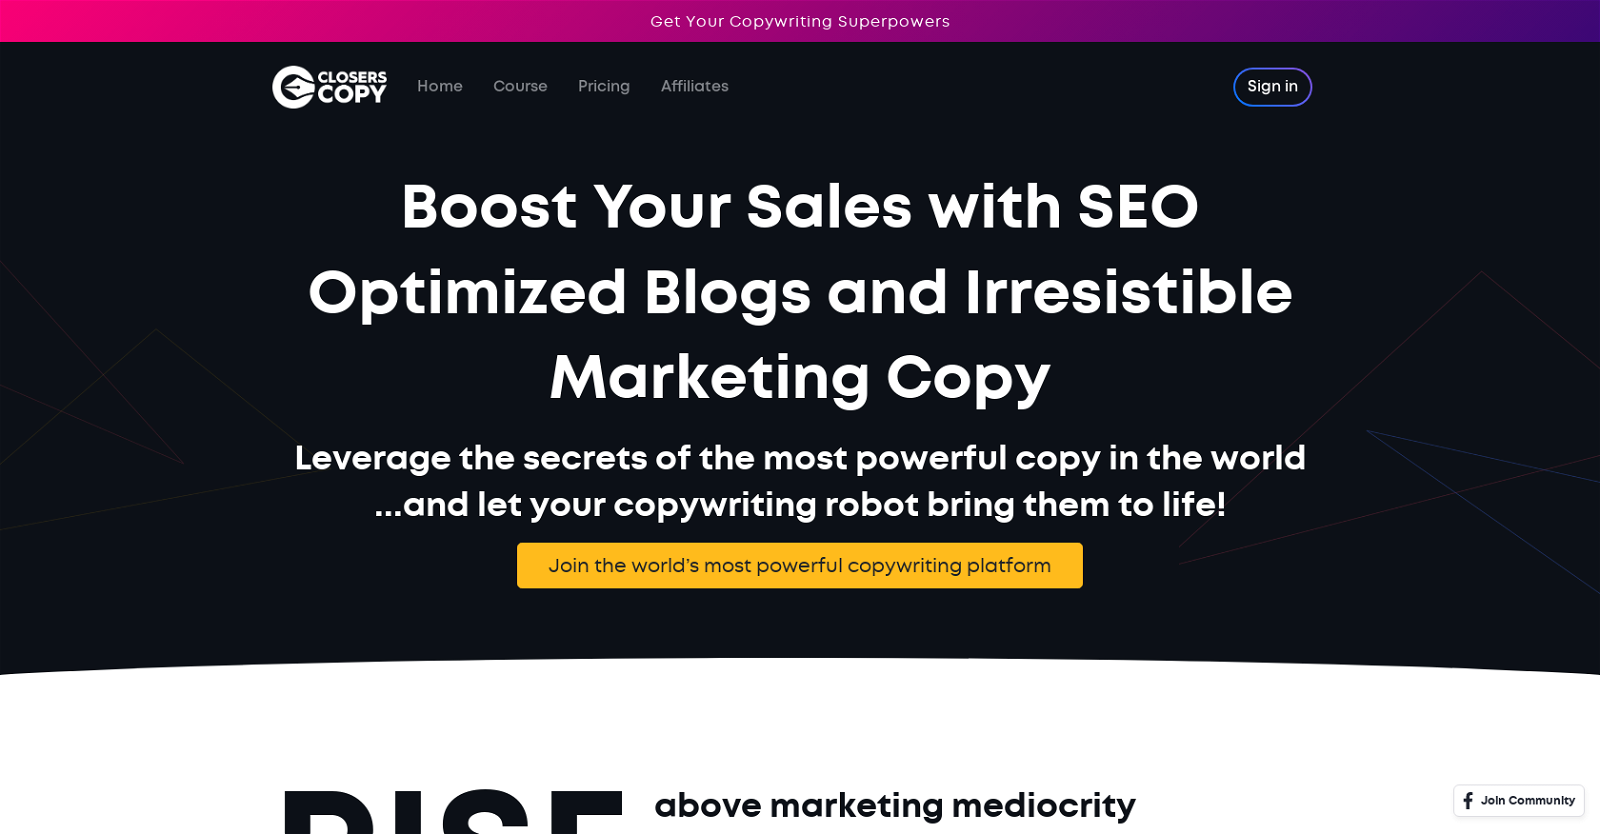 Get Your Copywriting Superpowers
CLOSERS
COPY
Home
Course
Pricing
Affiliates
Sign in
Boost Your Sales with SEO
Optimized Blogs and Irresistible
Marketing Copy
Leverage the secrets of the most powerful copy in the world
...and let your copywriting robot bring them to life!
Join the world's most powerful copywriting platform
RISE
above marketing mediocrity
Join Community